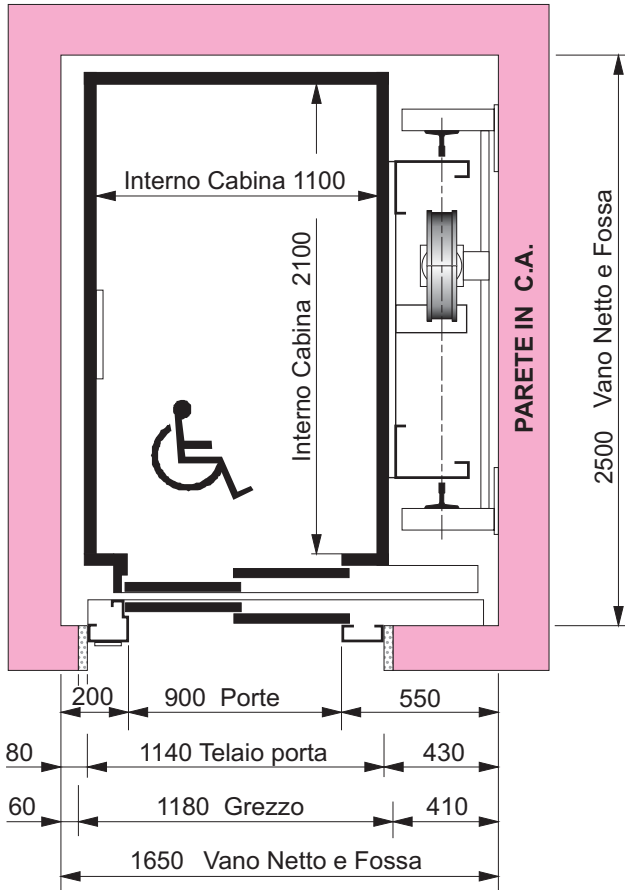 Interno Cabina 1100
Interno Cabina 2100
PARETE IN C.A.
2500 Vano Netto e Fossa
200
900 Porte
550
80
1140 Telaio porta
430
60
1180 Grezzo
410
1650 Vano Netto e Fossa